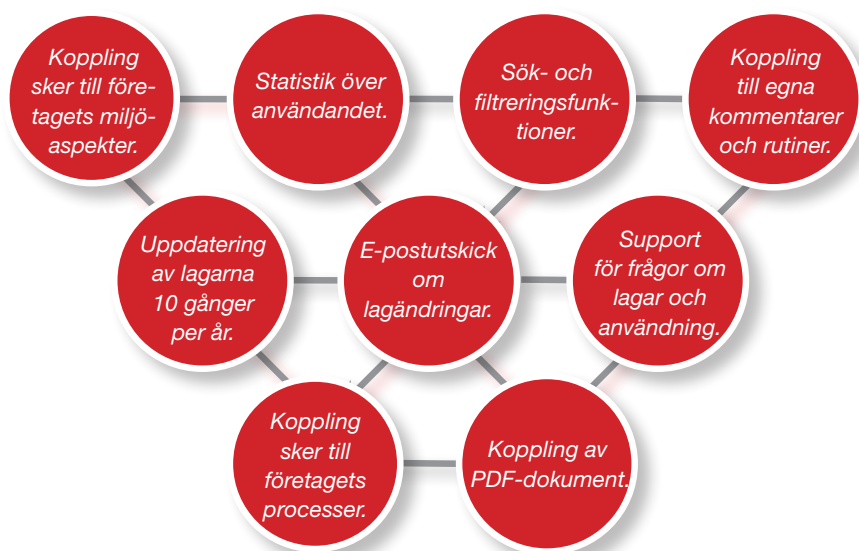 Koppling
sker till före-
tagets miljö-
aspekter.
Statistik över
användandet.
Sök- och
filtreringsfunk-
tioner.
Koppling
till egna
kommentarer
och rutiner.
Uppdatering
av lagarna
10 gånger
per år.
E-postutskick
om
lagändringar.
Support
för frågor om
lagar och
användning.
Koppling
sker till
företagets
processer.
Koppling av
PDF-dokument.